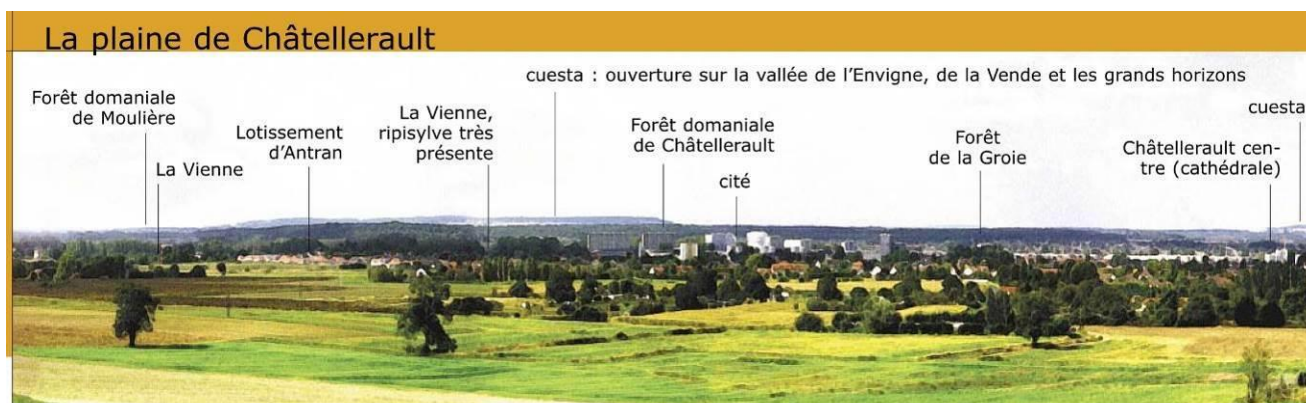 La plaine de Châtellerault
cuesta : ouverture sur la vallée de l'Envigne, de la Vende et les grands horizons
Forêt domaniale
de Moulière
La Vienne
Lotissement
d'Antran
La Vienne,
ripisylve très
présente
Forêt domaniale
de Châtellerault
cité
Forêt
de la Groie
cuesta
Châtellerault cen-
tre (cathédrale)